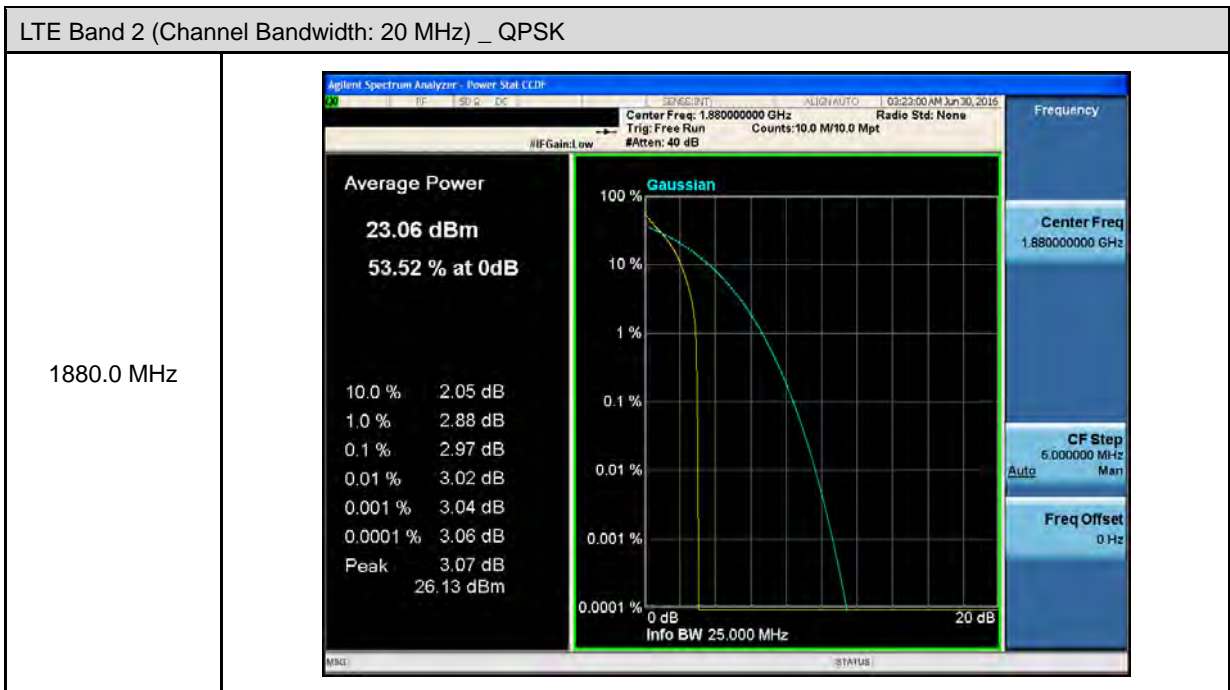 LTE Band 2 (Channel Bandwidth: 20 MHz) _ QPSK
1880.0 MHz
Agilent Spectrum Analyzer - Power Stat CCDF
RF 50 Ω DC SENSE:INT ALIGN AUTO 03:23:00 AM Jun 30, 2016
Center Freq: 1.880000000 GHz Radio Std: None
Trig: Free Run Counts:10.0 M/10.0 Mpt
#IFGain:Low #Atten: 40 dB
Average Power
23.06 dBm
53.52 % at 0dB
10.0 % 2.05 dB
1.0 % 2.88 dB
0.1 % 2.97 dB
0.01 % 3.02 dB
0.001 % 3.04 dB
0.0001 % 3.06 dB
Peak 3.07 dB
26.13 dBm
Gaussian
100 %
10 %
1 %
0.1 %
0.01 %
0.001 %
0.0001 %
0 dB 20 dB
Info BW 25.000 MHz
Frequency
Center Freq
1.880000000 GHz
CF Step
5.000000 MHz
Auto Man
Freq Offset
0 Hz
MSG STATUS